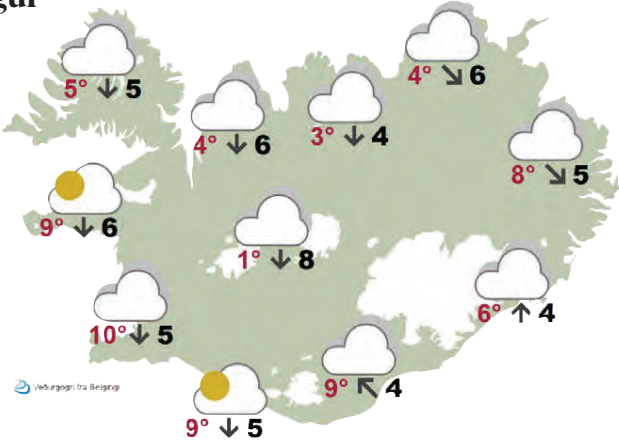 gur
4° ↘ 6
5° ↓ 5
3° ↓ 4
4° ↓ 6
8° ↘ 5
9° ↓ 6
1° ↓ 8
6° ↑ 4
10° ↓ 5
9° ↖ 4
9° ↓ 5
Veðurgögn frá Belgingi